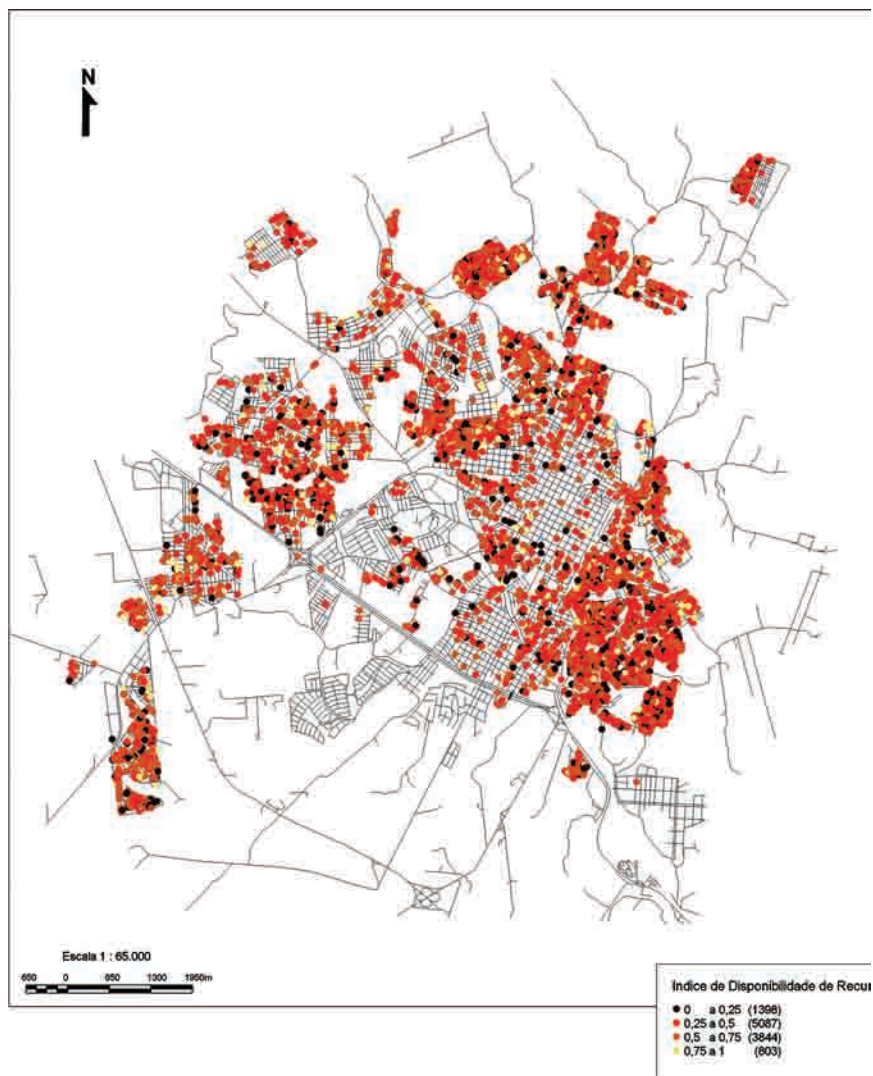 N
Escala 1 : 65.000
650 0 650 1300 1950m
Indice de Disponibilidade de Recur
0 a 0,25 (1398)
0,25 a 0,5 (5087)
0,5 a 0,75 (3844)
0,75 a 1 (803)